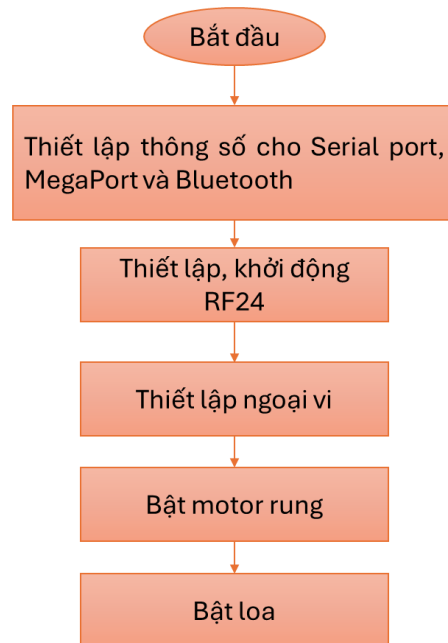 Bắt đầu
Thiết lập thông số cho Serial port,
MegaPort và Bluetooth
Thiết lập, khởi động
RF24
Thiết lập ngoại vi
Bật motor rung
Bật loa